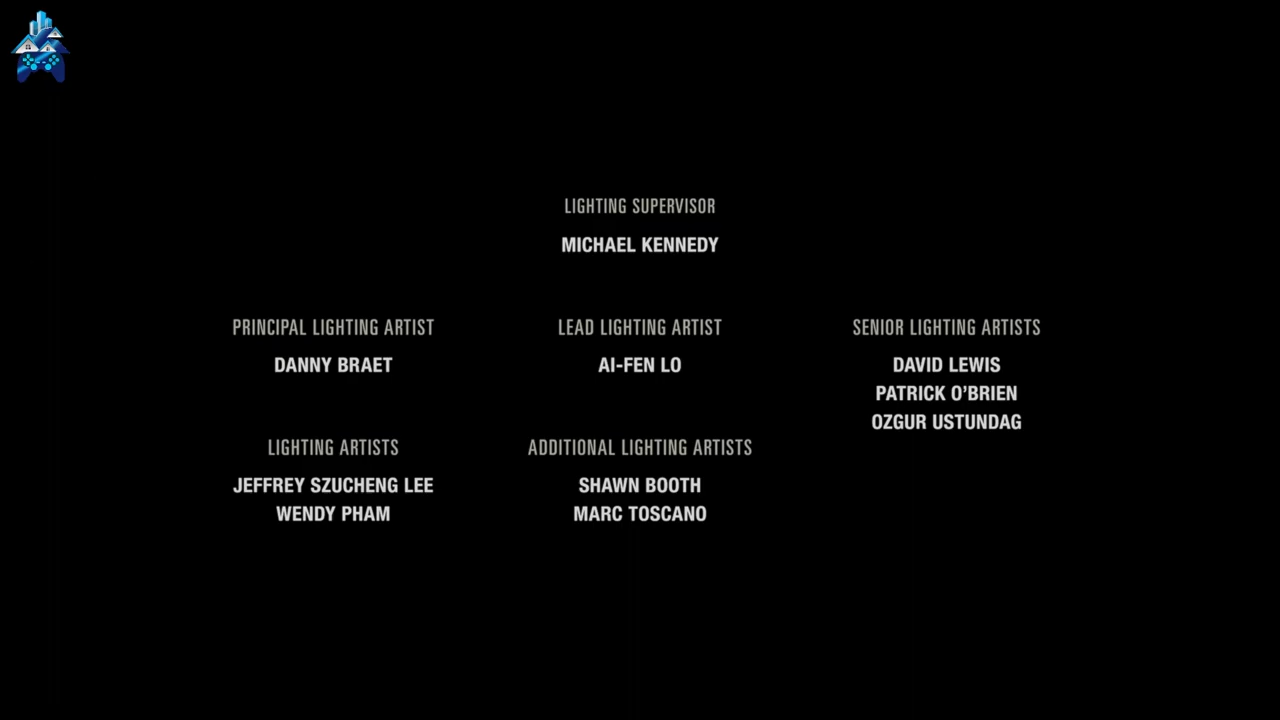 LIGHTING SUPERVISOR
MICHAEL KENNEDY
PRINCIPAL LIGHTING ARTIST
DANNY BRAET
LEAD LIGHTING ARTIST
AI-FEN LO
SENIOR LIGHTING ARTISTS
DAVID LEWIS
PATRICK O’BRIEN
OZGUR USTUNDAG
LIGHTING ARTISTS
JEFFREY SZUCHENG LEE
WENDY PHAM
ADDITIONAL LIGHTING ARTISTS
SHAWN BOOTH
MARC TOSCANO